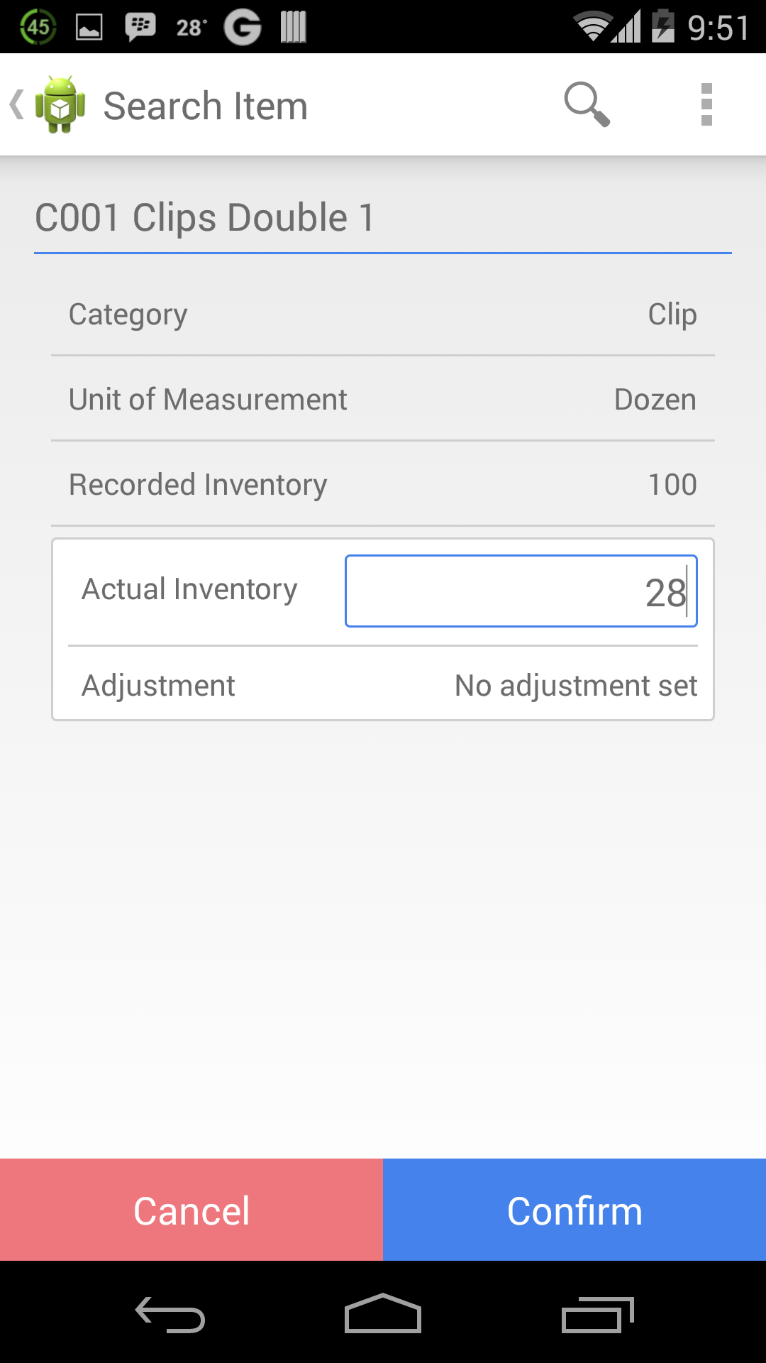 45 28° G 9:51
Search Item
C001 Clips Double 1
Category Clip
Unit of Measurement Dozen
Recorded Inventory 100
Actual Inventory 28
Adjustment No adjustment set
Cancel Confirm